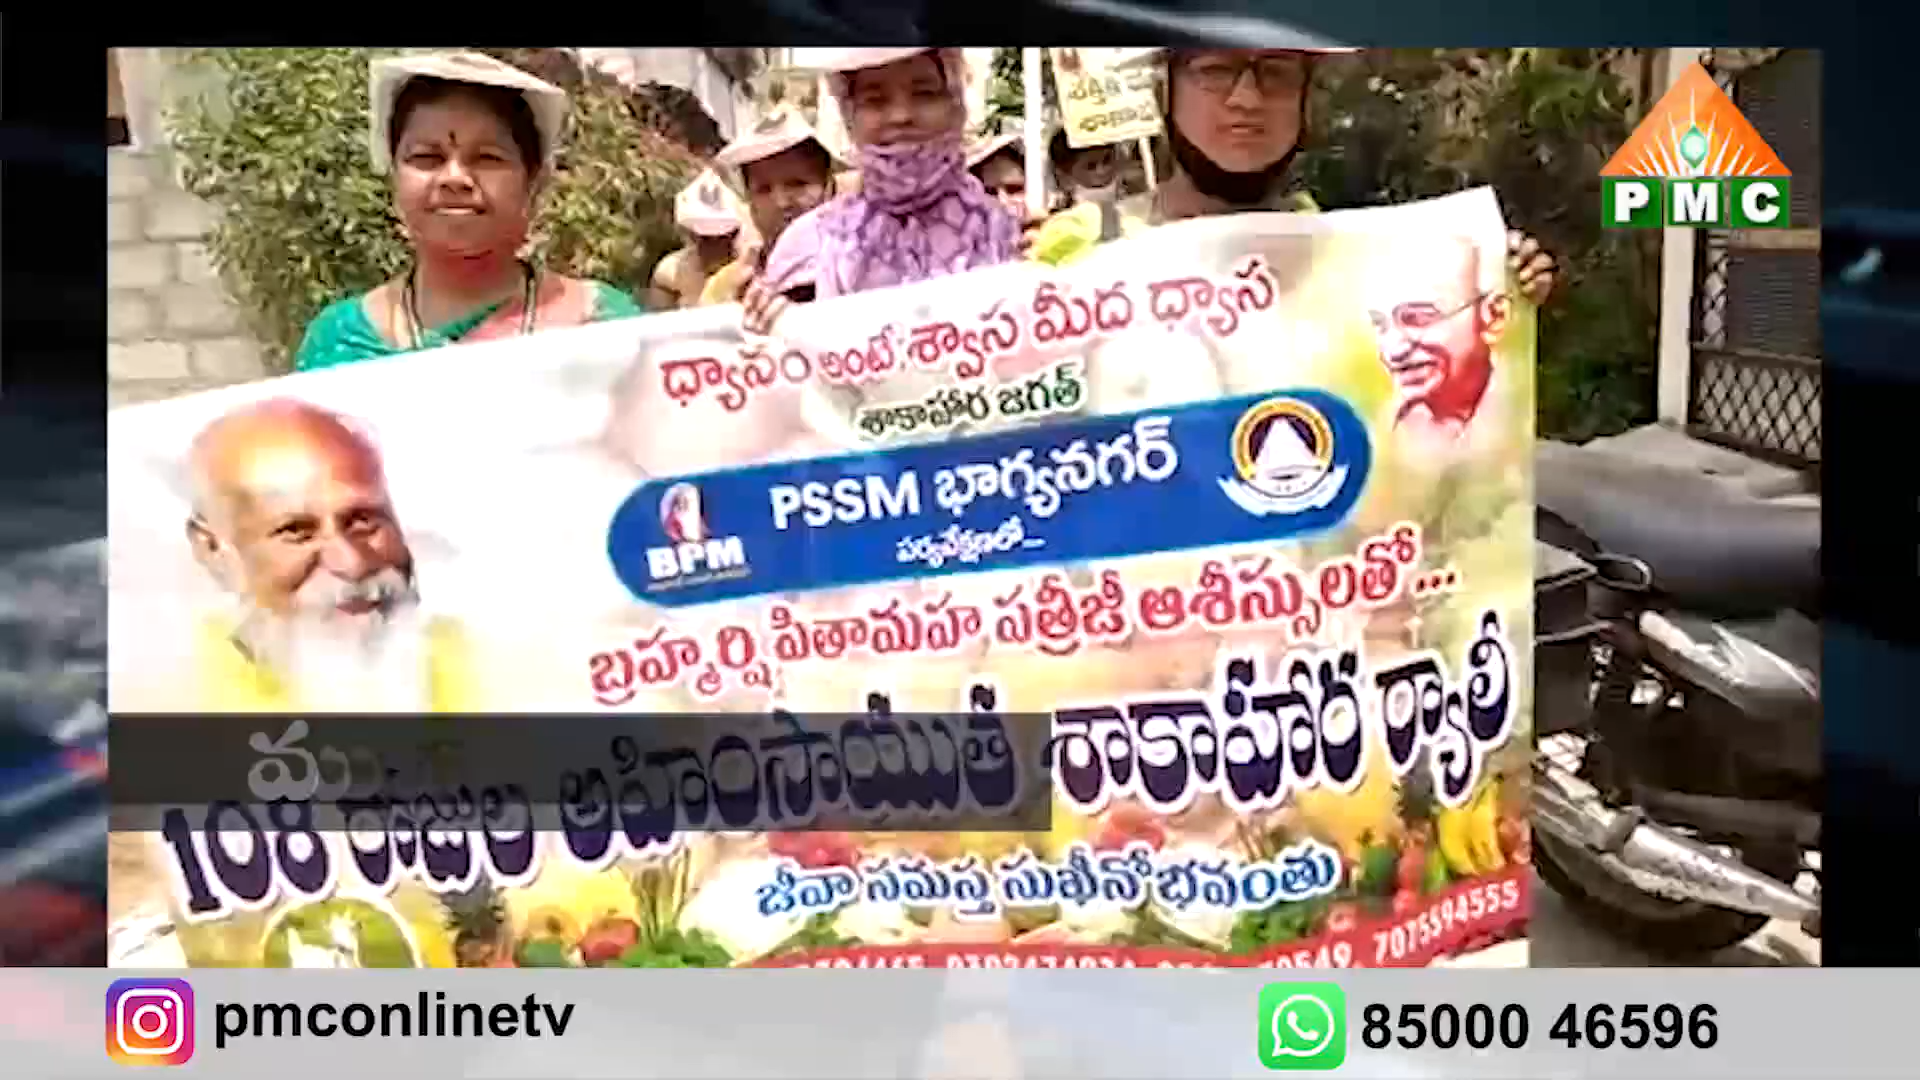 PMC
ధ్యానం అంటే.. శ్వాస మీద ధ్యాస
శాకాహార జగత్
BPM
PSSM భాగ్యనగర్
పర్యవేక్షణలో...
బ్రహ్మర్షి పితామహ పత్రీజీ ఆశీస్సులతో...
108 రోజుల అహింసాయుత శాకాహార ర్యాలీ
జీవా సమస్త సుఖీనోభవంతు
7075594555
pmconlinetv
85000 46596